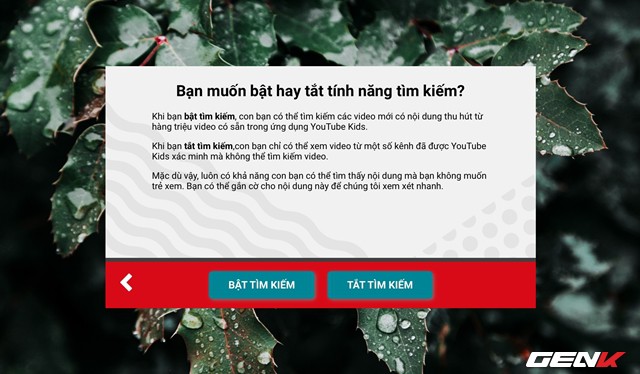 Bạn muốn bật hay tắt tính năng tìm kiếm?
Khi bạn bật tìm kiếm, con bạn có thể tìm kiếm các video mới có nội dung thu hút từ
hàng triệu video có sẵn trong ứng dụng YouTube Kids.
Khi bạn tắt tìm kiếm,con bạn chỉ có thể xem video từ một số kênh đã được YouTube
Kids xác minh mà không thể tìm kiếm video.
Mặc dù vậy, luôn có khả năng con bạn có thể tìm thấy nội dung mà bạn không muốn
trẻ xem. Bạn có thể gắn cờ cho nội dung này để chúng tôi xem xét nhanh.
BẬT TÌM KIẾM
TẮT TÌM KIẾM
GENK